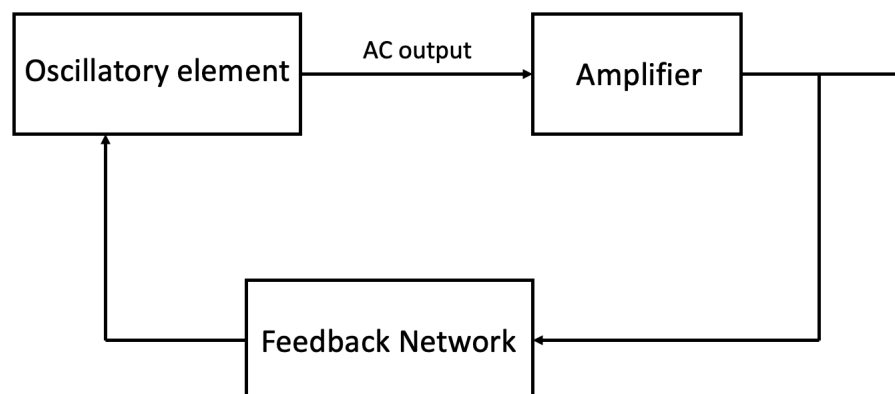 Oscillatory element
AC output
Amplifier
Feedback Network